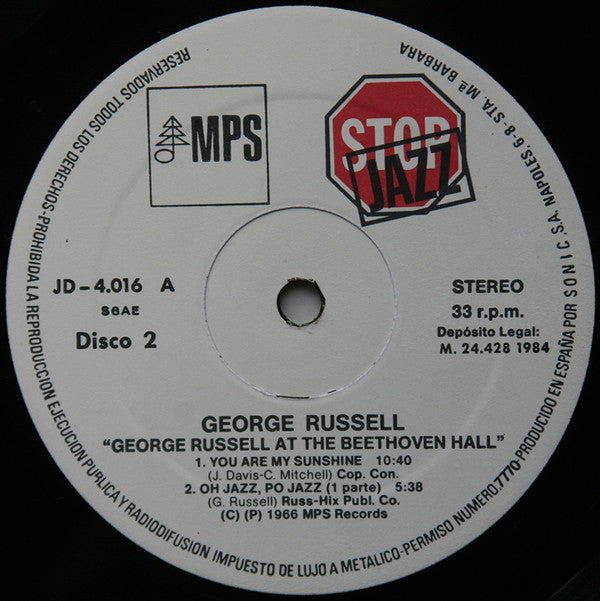 RESERVADOS TODOS LOS DERECHOS-PROHIBIDA LA REPRODUCCION EJECUCION PUBLICA Y RADIODIFUSION IMPUESTO DE LUJO A METALICO-PERMISO NUMERO.7710-PRODUCIDO EN ESPAÑA POR SONIC, S.A. NAPOLES, 6-8-STA. Mª BARBARA
MPS
STOP
JAZZ
JD-4.016 A
SGAE
Disco 2
STEREO
33 r.p.m.
Depósito Legal:
M. 24.428 1984
GEORGE RUSSELL
"GEORGE RUSSELL AT THE BEETHOVEN HALL"
1. YOU ARE MY SUNSHINE 10:40
(J. Davis-C. Mitchell) Cop. Con.
2. OH JAZZ, PO JAZZ (1 parte) 5:38
(G. Russell) Russ-Hix Publ. Co.
(C) (P) 1966 MPS Records